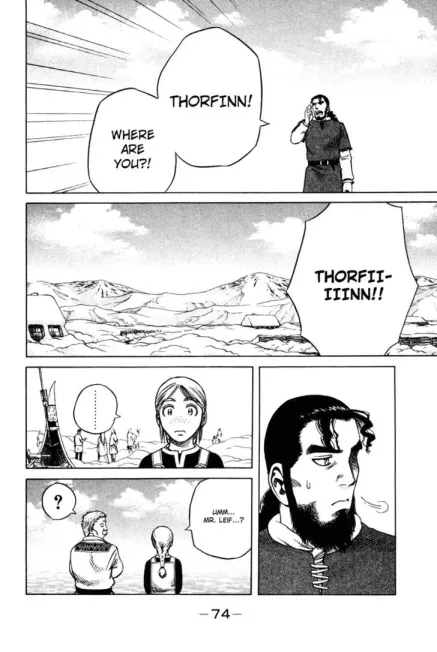 THORFINN!
WHERE
ARE
YOU?!
THORFII-
IIINN!!
..........
UMM...
MR. LEIF...?
?
—74—